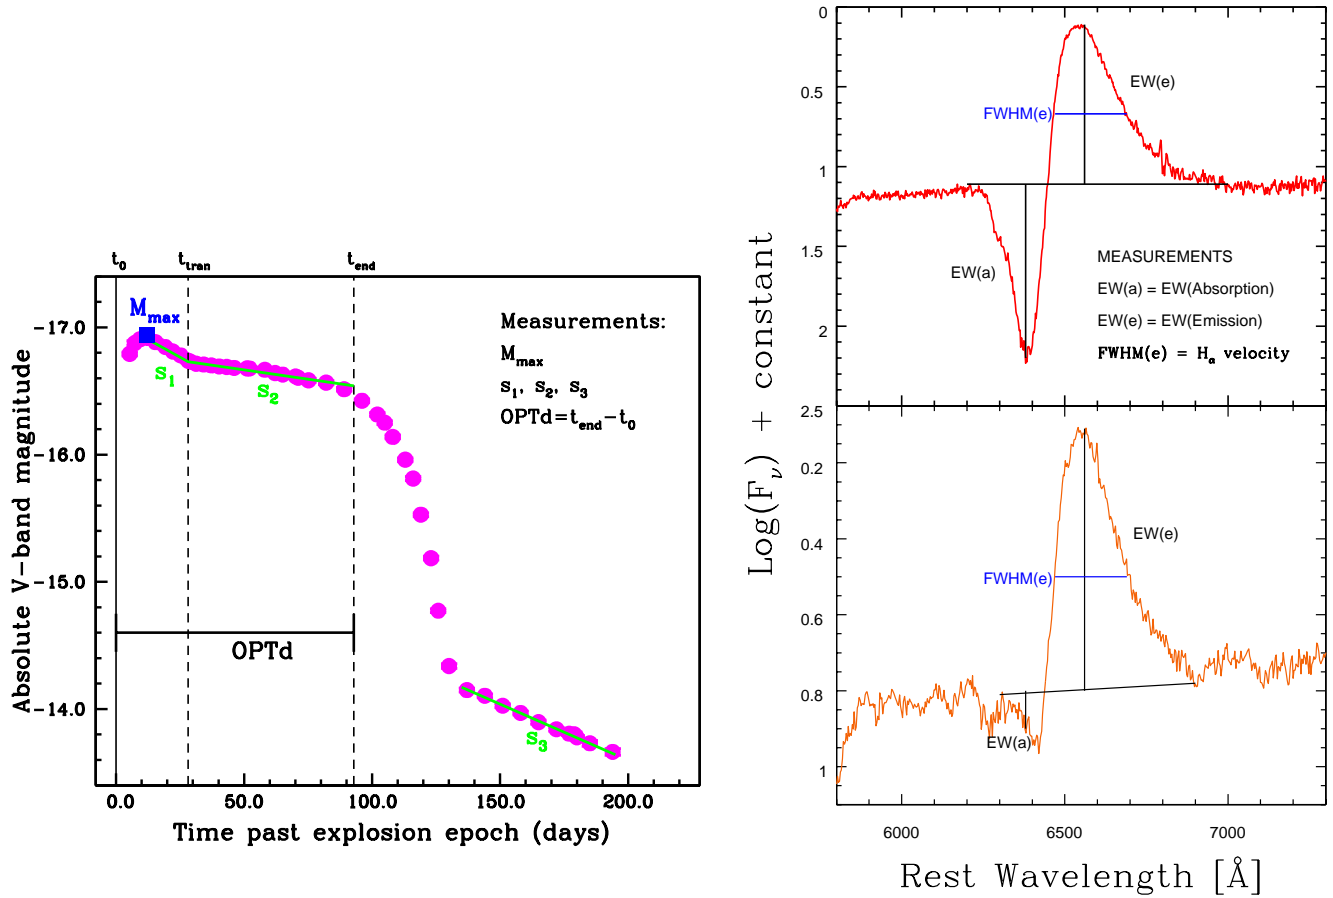 t0 ttran tend
Mmax
s1
s2
s3
Measurements:
Mmax
s1, s2, s3
OPTd=tend−t0
OPTd
−17.0
−16.0
−15.0
−14.0
Absolute V−band magnitude
0.0 50.0 100.0 150.0 200.0
Time past explosion epoch (days)
0
0.5
1
1.5
2
2.5
EW(e)
FWHM(e)
EW(a)
MEASUREMENTS
EW(a) = EW(Absorption)
EW(e) = EW(Emission)
FWHM(e) = Hα velocity
Log(Fν) + constant
0.2
0.4
0.6
0.8
1
EW(e)
FWHM(e)
EW(a)
6000 6500 7000
Rest Wavelength [Å]